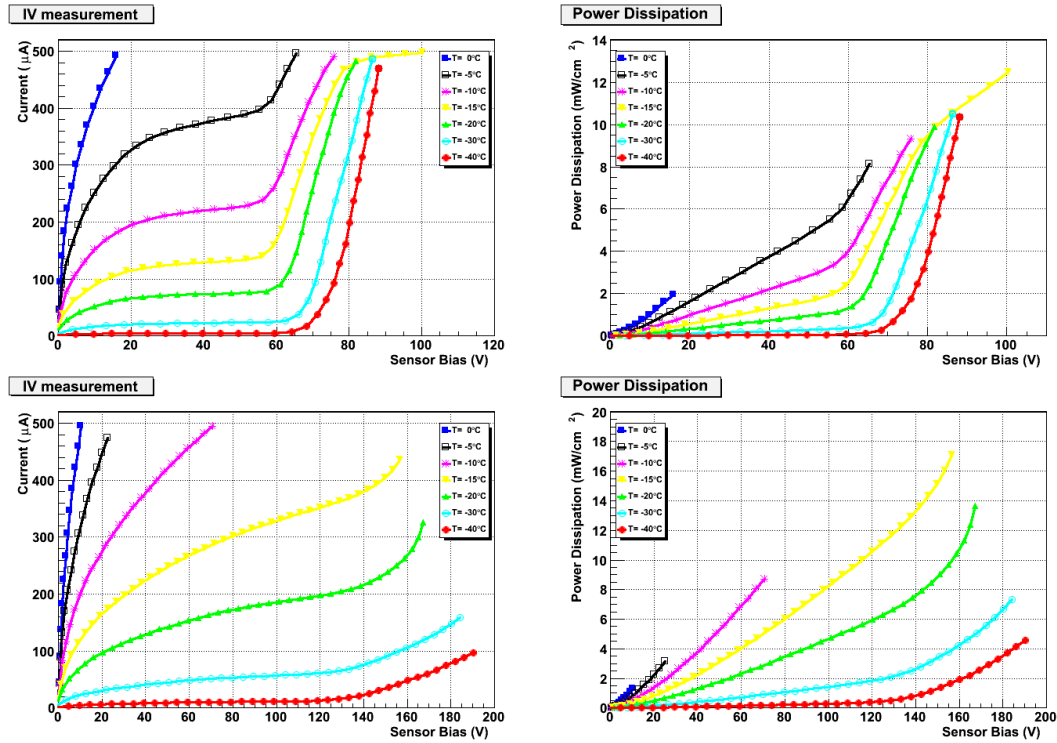 IV measurement
Current ( μA)
500
400
300
200
100
0
0 20 40 60 80 100 120
Sensor Bias (V)
T= 0°C
T= -5°C
T= -10°C
T= -15°C
T= -20°C
T= -30°C
T= -40°C
Power Dissipation
Power Dissipation (mW/cm²)
14
12
10
8
6
4
2
0
0 20 40 60 80 100
Sensor Bias (V)
T= 0°C
T= -5°C
T= -10°C
T= -15°C
T= -20°C
T= -30°C
T= -40°C
IV measurement
Current ( μA)
500
400
300
200
100
0
0 20 40 60 80 100 120 140 160 180 200
Sensor Bias (V)
T= 0°C
T= -5°C
T= -10°C
T= -15°C
T= -20°C
T= -30°C
T= -40°C
Power Dissipation
Power Dissipation (mW/cm²)
20
18
16
14
12
10
8
6
4
2
0
0 20 40 60 80 100 120 140 160 180 200
Sensor Bias (V)
T= 0°C
T= -5°C
T= -10°C
T= -15°C
T= -20°C
T= -30°C
T= -40°C